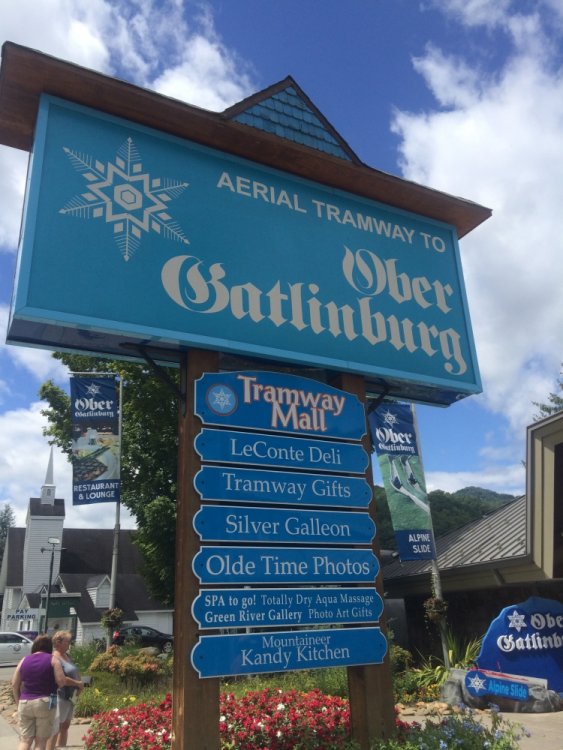 AERIAL TRAMWAY TO
Ober
Gatlinburg
Tramway
Mall
LeConte Deli
Tramway Gifts
Silver Galleon
Olde Time Photos
SPA to go! Totally Dry Aqua Massage
Green River Gallery Photo Art Gifts
Mountaineer
Kandy Kitchen
Ober
Gatlinburg
RESTAURANT
& LOUNGE
Ober
Gatlinburg
ALPINE
SLIDE
PAY
PARKING
Ober
Gatlinburg
Alpine Slide